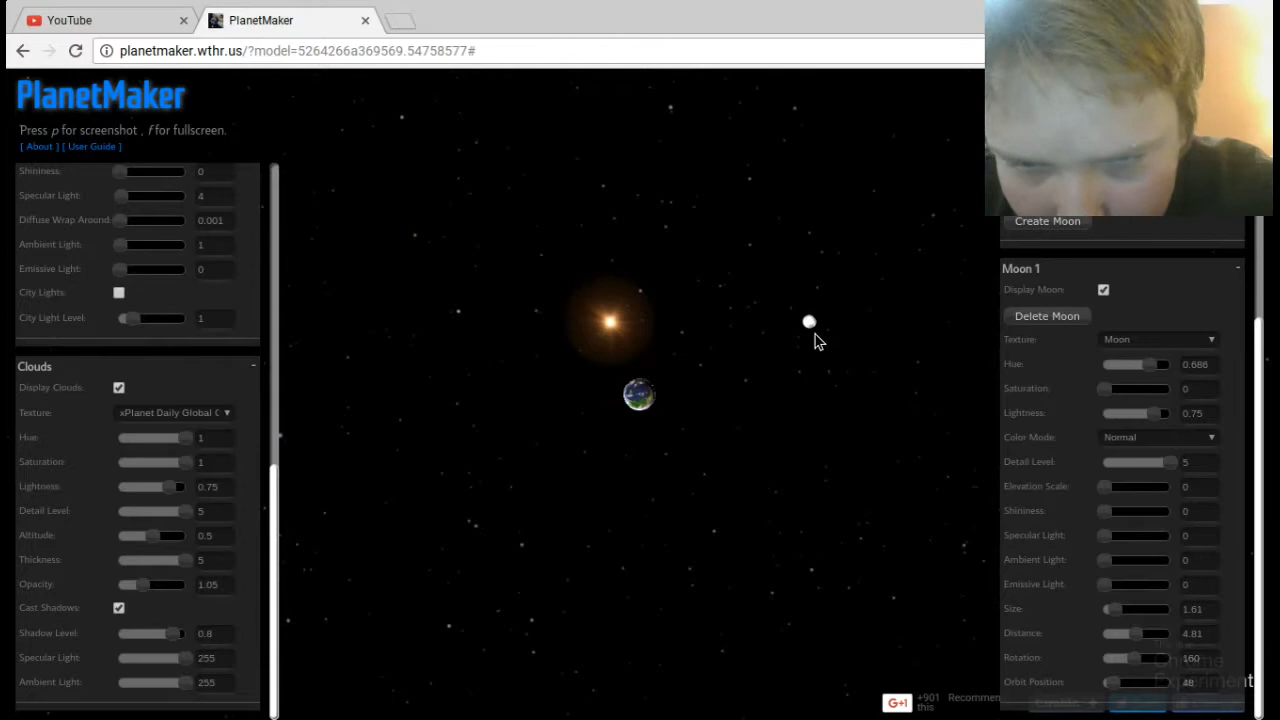 YouTube
PlanetMaker
planetmaker.wthr.us/?model=5264266a369569.54758577#
PlanetMaker
Press p for screenshot , f for fullscreen.
[ About ] [ User Guide ]
Shininess: 0
Specular Light: 4
Diffuse Wrap Around: 0.001
Ambient Light: 1
Emissive Light: 0
City Lights:
City Light Level: 1
Clouds
Display Clouds:
Texture: xPlanet Daily Global C
Hue: 1
Saturation: 1
Lightness: 0.75
Detail Level: 5
Altitude: 0.5
Thickness: 5
Opacity: 1.05
Cast Shadows:
Shadow Level: 0.8
Specular Light: 255
Ambient Light: 255
Create Moon
Moon 1
Display Moon:
Delete Moon
Texture: Moon
Hue: 0.686
Saturation: 0
Lightness: 0.75
Color Mode: Normal
Detail Level: 5
Elevation Scale: 0
Shininess: 0
Specular Light: 0
Ambient Light: 0
Emissive Light: 0
Size: 1.61
Distance: 4.81
Rotation: 160
Orbit Position: 48
Chrome
Experiment
G+1 +901 Recommen
this